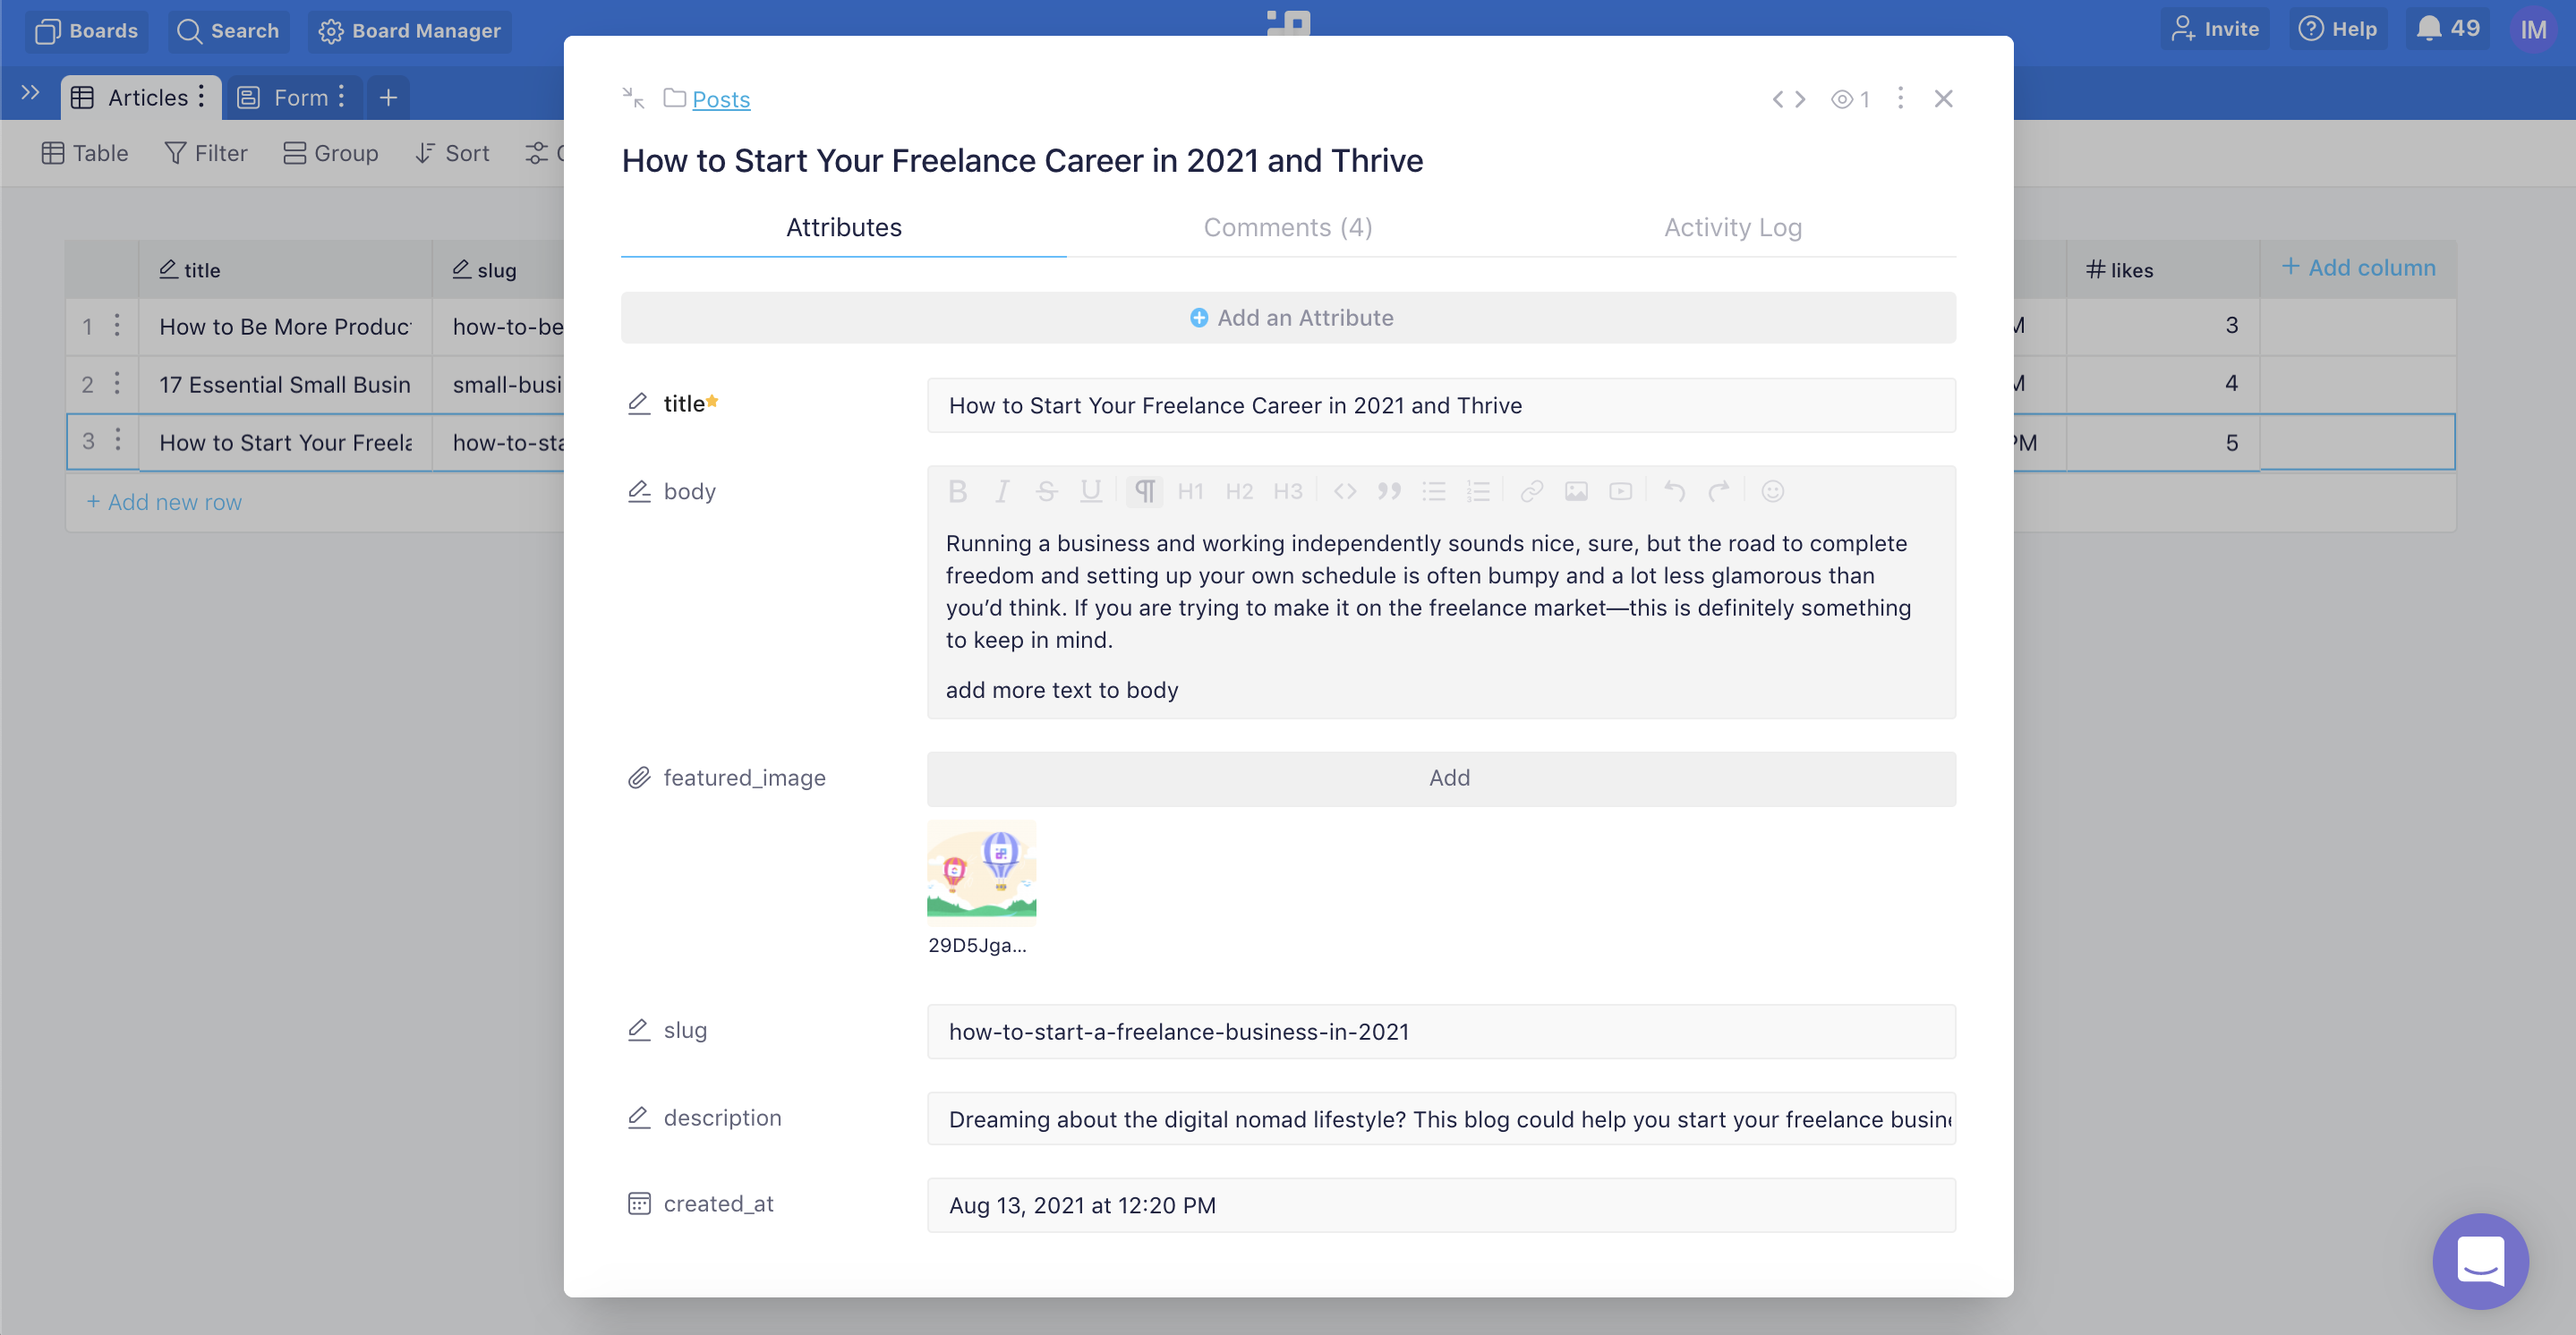 Boards Search Board Manager Invite Help 49 IM
Articles Form
Posts 1
Table Filter Group Sort
How to Start Your Freelance Career in 2021 and Thrive
Attributes Comments (4) Activity Log
title slug likes + Add column
Add an Attribute
1 How to Be More Produc how-to-be M 3
2 17 Essential Small Busin small-busi M 4
3 How to Start Your Freela how-to-sta PM 5
+ Add new row
title How to Start Your Freelance Career in 2021 and Thrive
body B I S U ¶ H1 H2 H3
Running a business and working independently sounds nice, sure, but the road to complete
freedom and setting up your own schedule is often bumpy and a lot less glamorous than
you’d think. If you are trying to make it on the freelance market—this is definitely something
to keep in mind.
add more text to body
featured_image Add
29D5Jga...
slug how-to-start-a-freelance-business-in-2021
description Dreaming about the digital nomad lifestyle? This blog could help you start your freelance busine
created_at Aug 13, 2021 at 12:20 PM